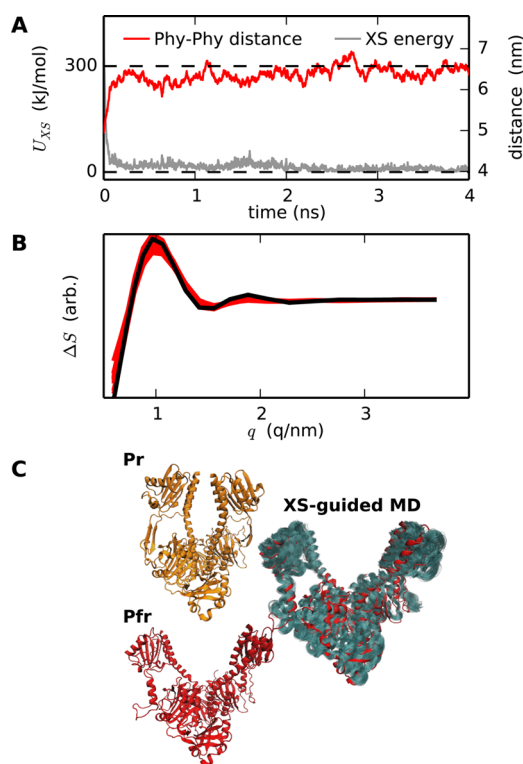 A
Phy-Phy distance
XS energy
U_XS (kJ/mol)
300
0
distance (nm)
7
6
5
4
0 1 2 3 4
time (ns)
B
ΔS (arb.)
1 2 3
q (q/nm)
C
Pr
XS-guided MD
Pfr